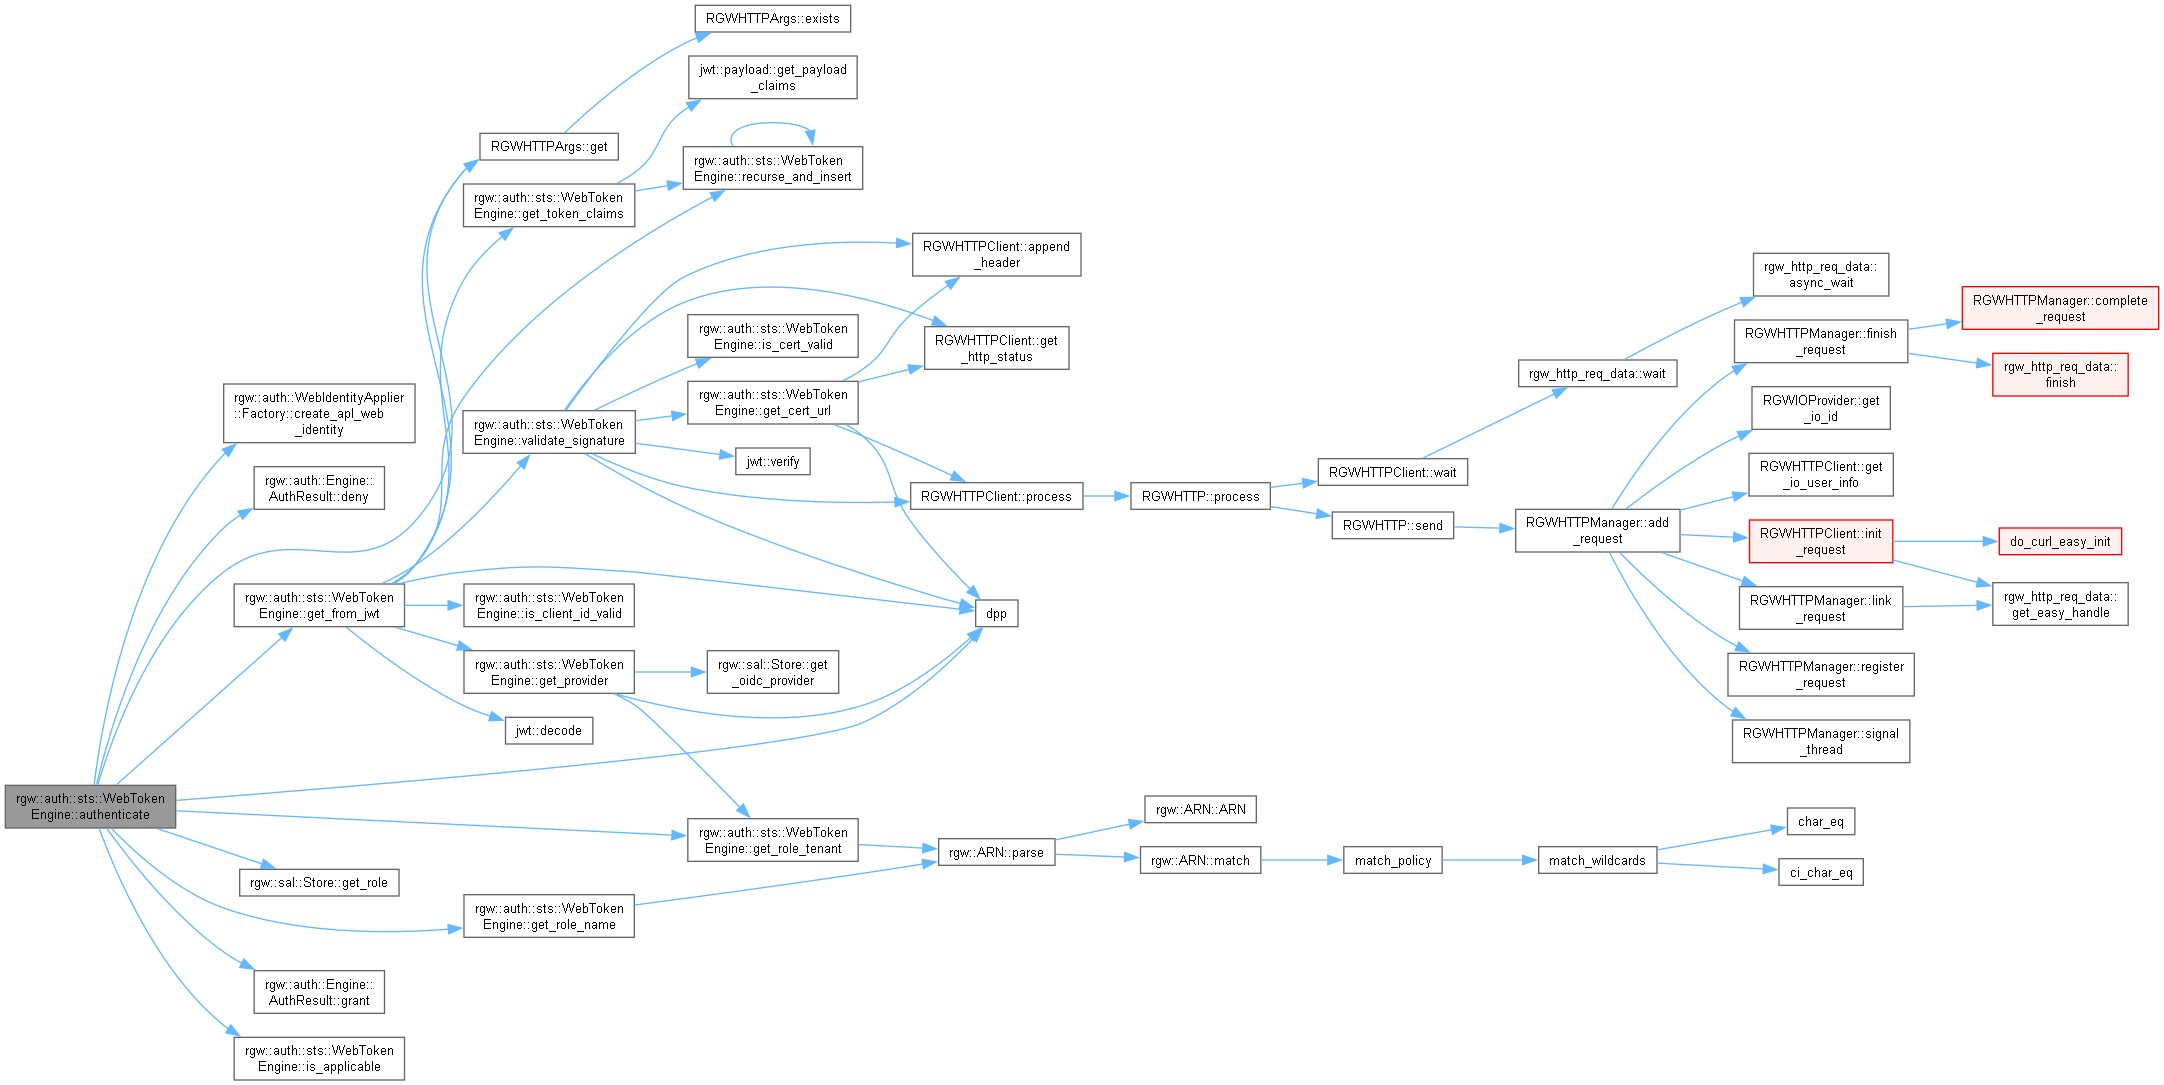 RGWHTTPArgs::exists
jwt::payload::get_payload
_claims
RGWHTTPArgs::get
rgw::auth::sts::WebToken
Engine::recurse_and_insert
rgw::auth::sts::WebToken
Engine::get_token_claims
RGWHTTPClient::append
_header
rgw_http_req_data::
async_wait
RGWHTTPManager::complete
_request
rgw::auth::sts::WebToken
Engine::is_cert_valid
RGWHTTPClient::get
_http_status
RGWHTTPManager::finish
_request
rgw_http_req_data::
finish
rgw_http_req_data::wait
rgw::auth::WebIdentityApplier
::Factory::create_apl_web
_identity
rgw::auth::sts::WebToken
Engine::get_cert_url
RGWIOProvider::get
_io_id
rgw::auth::sts::WebToken
Engine::validate_signature
jwt::verify
RGWHTTPClient::wait
RGWHTTPClient::get
_io_user_info
rgw::auth::Engine::
AuthResult::deny
RGWHTTPClient::process
RGWHTTP::process
RGWHTTP::send
RGWHTTPManager::add
_request
RGWHTTPClient::init
_request
do_curl_easy_init
rgw::auth::sts::WebToken
Engine::get_from_jwt
rgw::auth::sts::WebToken
Engine::is_client_id_valid
dpp
RGWHTTPManager::link
_request
rgw_http_req_data::
get_easy_handle
rgw::auth::sts::WebToken
Engine::get_provider
rgw::sal::Store::get
_oidc_provider
RGWHTTPManager::register
_request
jwt::decode
RGWHTTPManager::signal
_thread
rgw::auth::sts::WebToken
Engine::authenticate
rgw::auth::sts::WebToken
Engine::get_role_tenant
rgw::ARN::ARN
rgw::ARN::parse
rgw::ARN::match
match_policy
match_wildcards
char_eq
ci_char_eq
rgw::sal::Store::get_role
rgw::auth::sts::WebToken
Engine::get_role_name
rgw::auth::Engine::
AuthResult::grant
rgw::auth::sts::WebToken
Engine::is_applicable